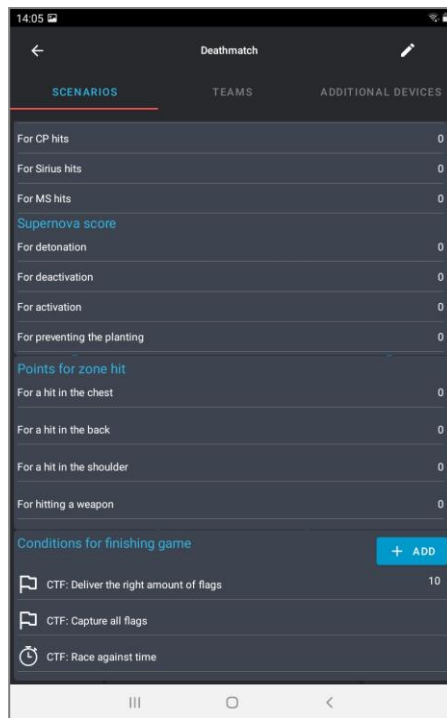 14:05
Deathmatch
SCENARIOS TEAMS ADDITIONAL DEVICES
For CP hits 0
For Sirius hits 0
For MS hits 0
Supernova score
For detonation 0
For deactivation 0
For activation 0
For preventing the planting 0
Points for zone hit
For a hit in the chest 0
For a hit in the back 0
For a hit in the shoulder 0
For hitting a weapon 0
Conditions for finishing game + ADD
CTF: Deliver the right amount of flags 10
CTF: Capture all flags
CTF: Race against time